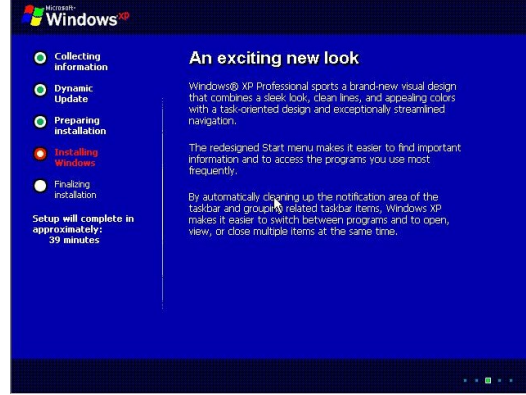 Microsoft®
Windows xp
Collecting
information
Dynamic
Update
Preparing
installation
Installing
Windows
Finalizing
installation
Setup will complete in
approximately:
39 minutes
An exciting new look
Windows® XP Professional sports a brand-new visual design
that combines a sleek look, clean lines, and appealing colors
with a task-oriented design and exceptionally streamlined
navigation.
The redesigned Start menu makes it easier to find important
information and to access the programs you use most
frequently.
By automatically cleaning up the notification area of the
taskbar and grouping related taskbar items, Windows XP
makes it easier to switch between programs and to open,
view, or close multiple items at the same time.